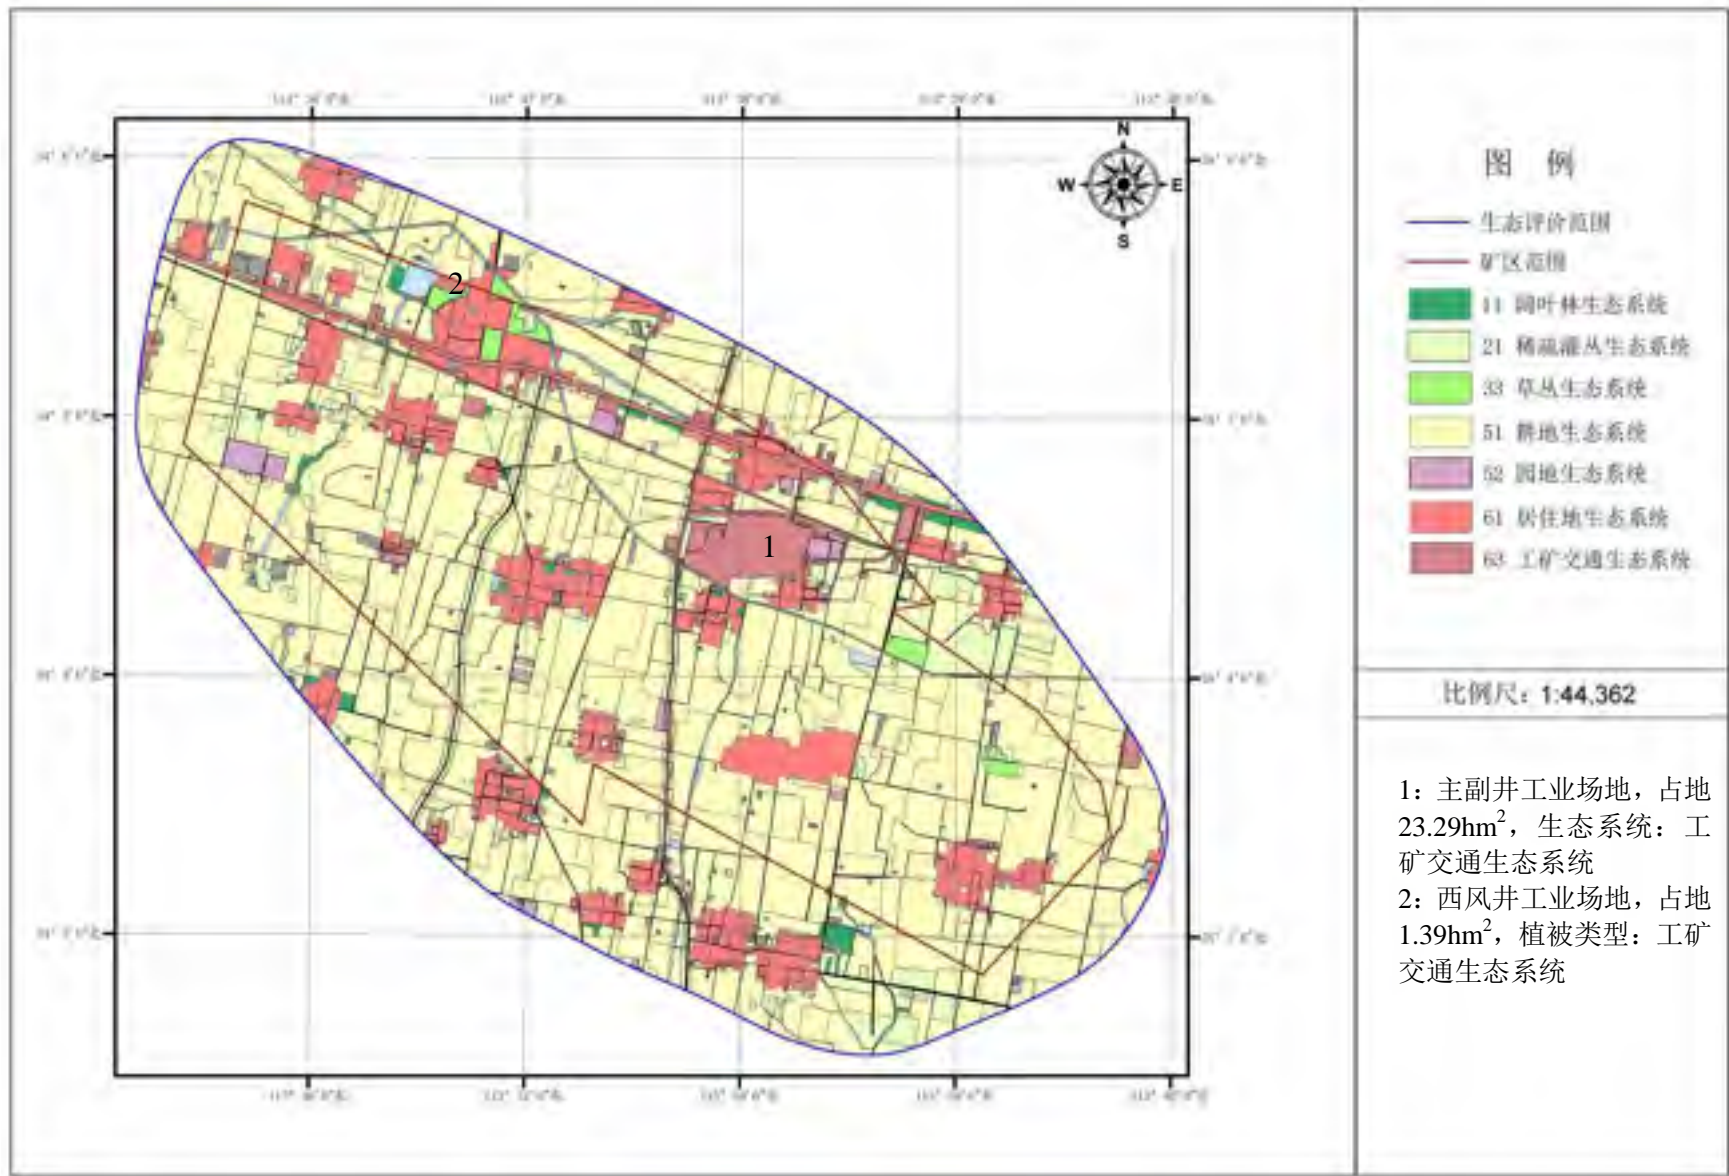 N
W
E
S
2
1
图 例
生态评价范围
矿区范围
11 阔叶林生态系统
21 稀疏灌丛生态系统
33 草丛生态系统
51 耕地生态系统
52 园地生态系统
61 居住地生态系统
63 工矿交通生态系统
比例尺：1:44,362
1：主副井工业场地，占地
23.29hm²，生态系统：工
矿交通生态系统
2：西风井工业场地，占地
1.39hm²，植被类型：工矿
交通生态系统